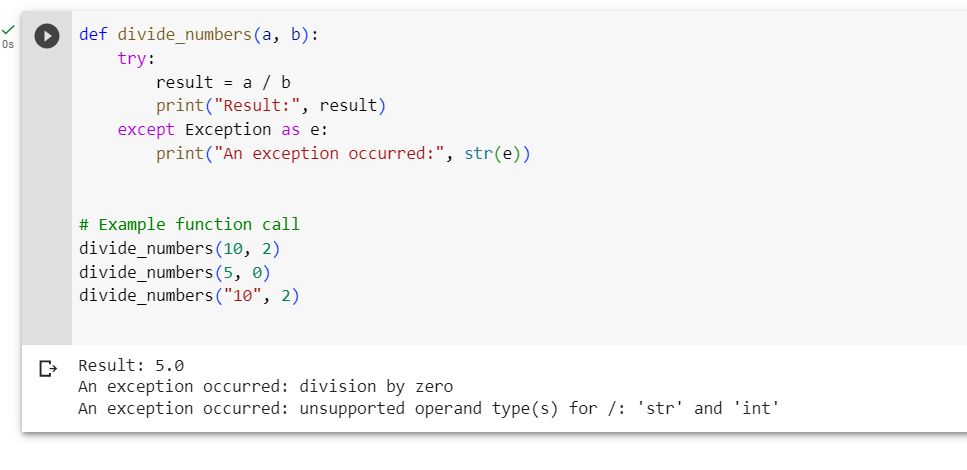 0s
def divide_numbers(a, b):
    try:
        result = a / b
        print("Result:", result)
    except Exception as e:
        print("An exception occurred:", str(e))
# Example function call
divide_numbers(10, 2)
divide_numbers(5, 0)
divide_numbers("10", 2)
Result: 5.0
An exception occurred: division by zero
An exception occurred: unsupported operand type(s) for /: 'str' and 'int'